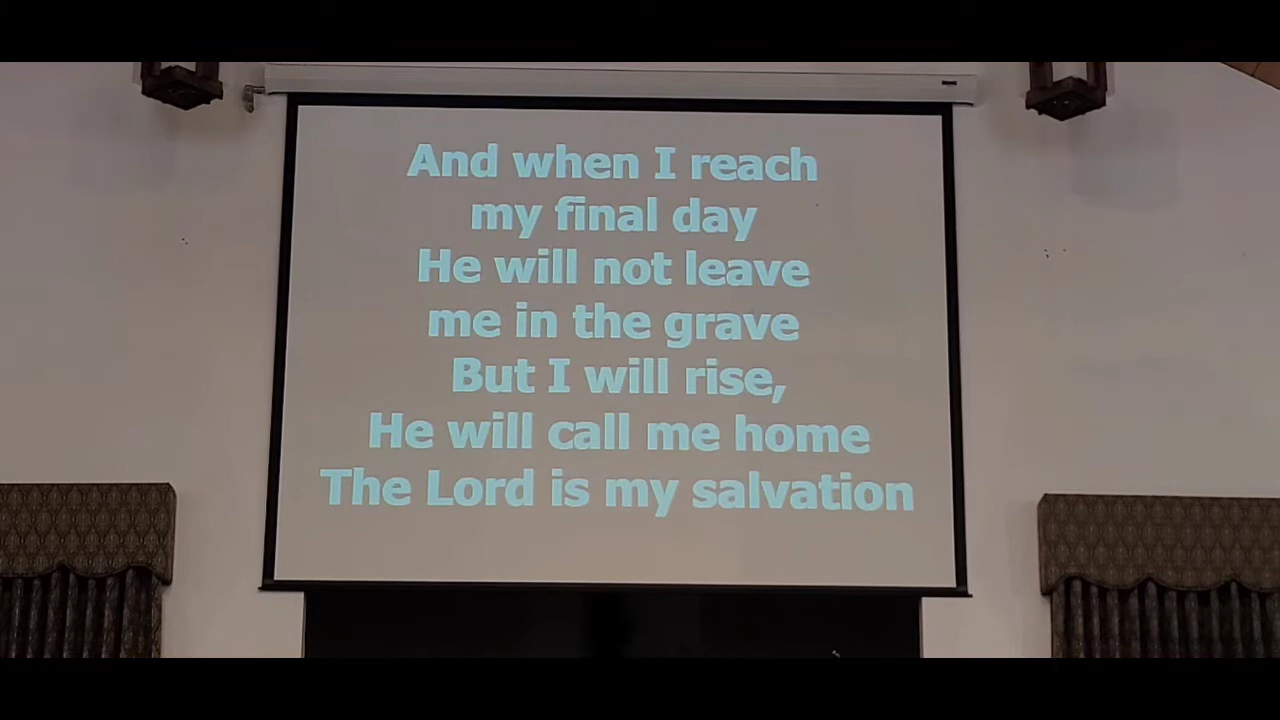 And when I reach
my final day
He will not leave
me in the grave
But I will rise,
He will call me home
The Lord is my salvation